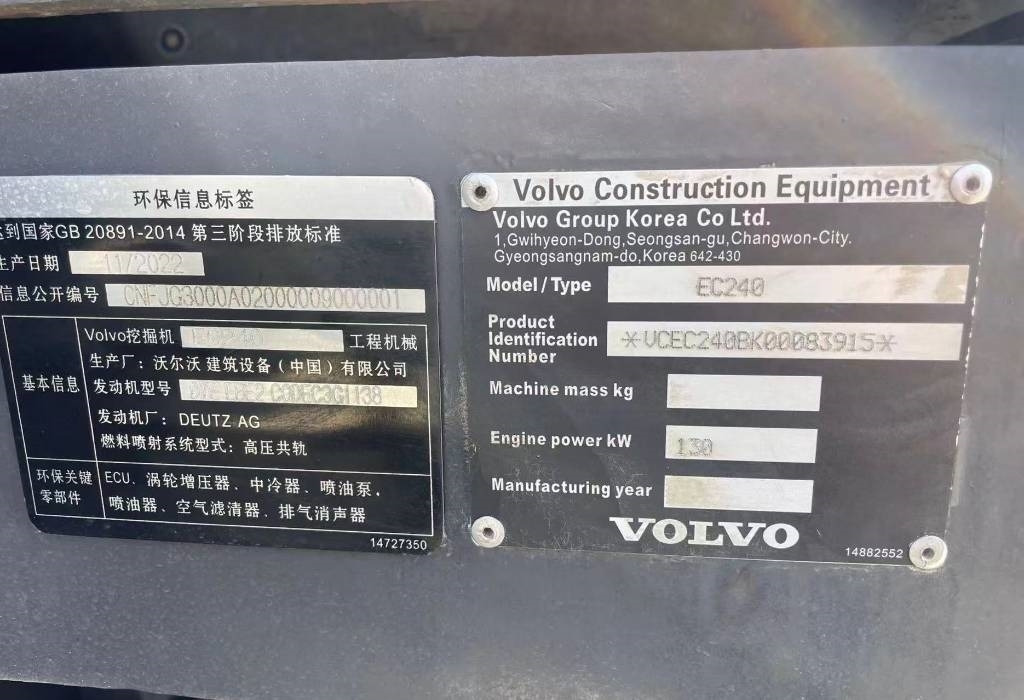 环保信息标签
达到国家GB 20891-2014 第三阶段排放标准
生产日期 11/2022
信息公开编号 CNFJG3000A02000009000001
基本信息
Volvo挖掘机 工程机械
生产厂：沃尔沃 建筑设备（中国）有限公司
发动机型号
发动机厂：DEUTZ AG
燃料喷射系统型式：高压共轨
环保关键
零部件
ECU、涡轮增压器、中冷器、喷油泵，
喷油器、空气滤清器、排气消声器
14727350
Volvo Construction Equipment
Volvo Group Korea Co Ltd.
1,Gwihyeon-Dong,Seongsan-gu,Changwon-City.
Gyeongsangnam-do,Korea 642-430
Model / Type EC240
Product
Identification
Number *VCEC240BK00083915*
Machine mass kg
Engine power kW 130
Manufacturing year
VOLVO
14882552